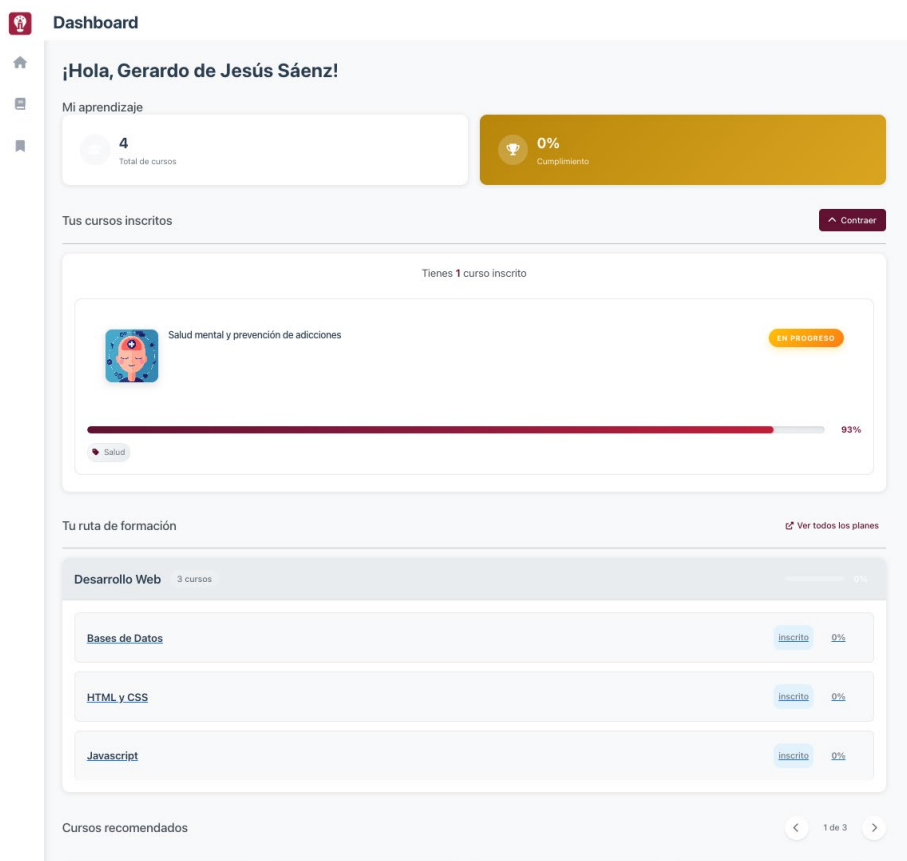 Dashboard
¡Hola, Gerardo de Jesús Sáenz!
Mi aprendizaje
4
Total de cursos
0%
Cumplimiento
Tus cursos inscritos
Contraer
Tienes 1 curso inscrito
Salud mental y prevención de adicciones
EN PROGRESO
93%
Salud
Tu ruta de formación
Ver todos los planes
Desarrollo Web 3 cursos 0%
Bases de Datos inscrito 0%
HTML y CSS inscrito 0%
Javascript inscrito 0%
Cursos recomendados
1 de 3